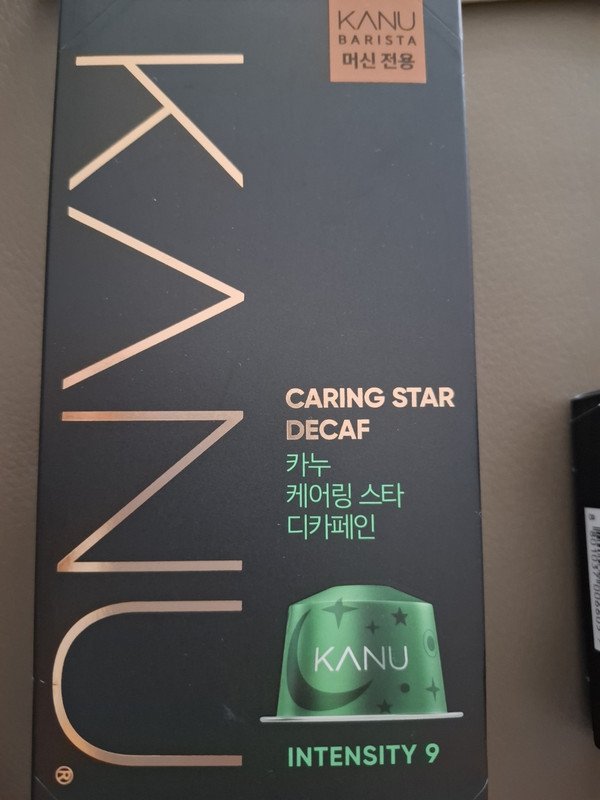 KANU
BARISTA
머신 전용
KANU
CARING STAR
DECAF
카누
케어링 스타
디카페인
KANU
INTENSITY 9
®